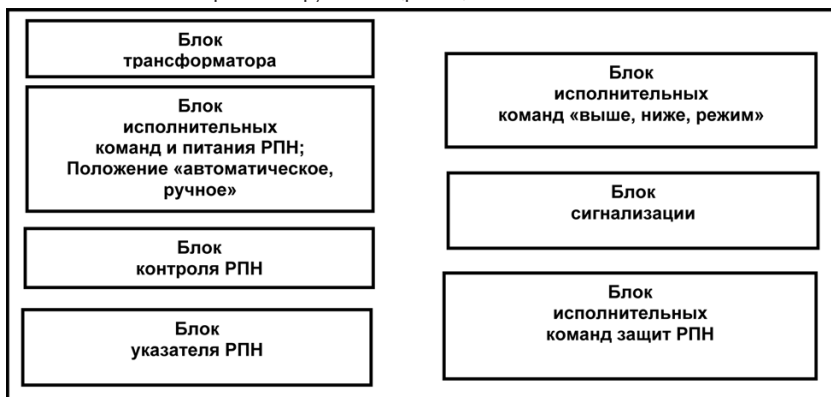 Блок
трансформатора
Блок
исполнительных
команд и питания РПН;
Положение «автоматическое,
ручное»
Блок
контроля РПН
Блок
указателя РПН
Блок
исполнительных
команд «выше, ниже, режим»
Блок
сигнализации
Блок
исполнительных
команд защит РПН